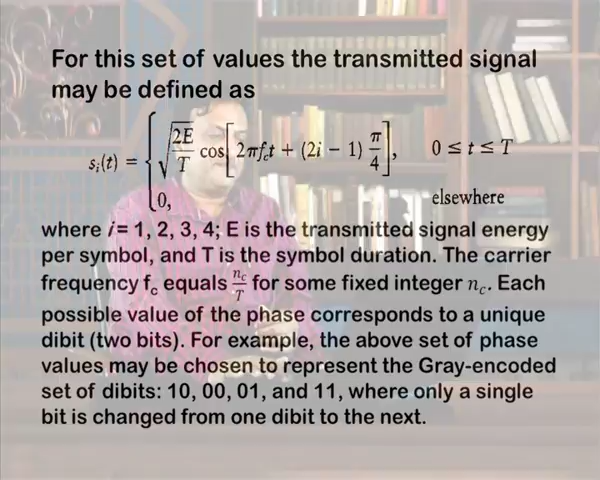 For this set of values the transmitted signal
may be defined as
sᵢ(t) = { √(2E/T) cos[2πf_ct + (2i − 1) π/4], 0 ≤ t ≤ T
0, elsewhere
where i= 1, 2, 3, 4; E is the transmitted signal energy
per symbol, and T is the symbol duration. The carrier
frequency f_c equals n_c/T for some fixed integer n_c. Each
possible value of the phase corresponds to a unique
dibit (two bits). For example, the above set of phase
values may be chosen to represent the Gray-encoded
set of dibits: 10, 00, 01, and 11, where only a single
bit is changed from one dibit to the next.